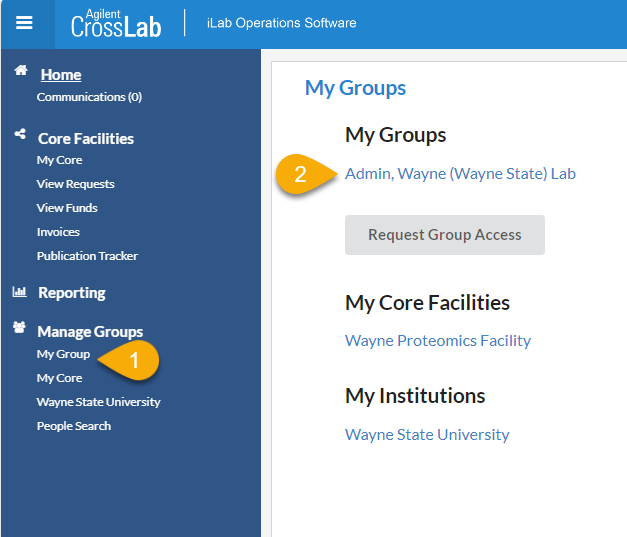 Agilent
CrossLab
iLab Operations Software
Home
Communications (0)
Core Facilities
My Core
View Requests
View Funds
Invoices
Publication Tracker
Reporting
Manage Groups
My Group
1
My Core
Wayne State University
People Search
My Groups
My Groups
2
Admin, Wayne (Wayne State) Lab
Request Group Access
My Core Facilities
Wayne Proteomics Facility
My Institutions
Wayne State University